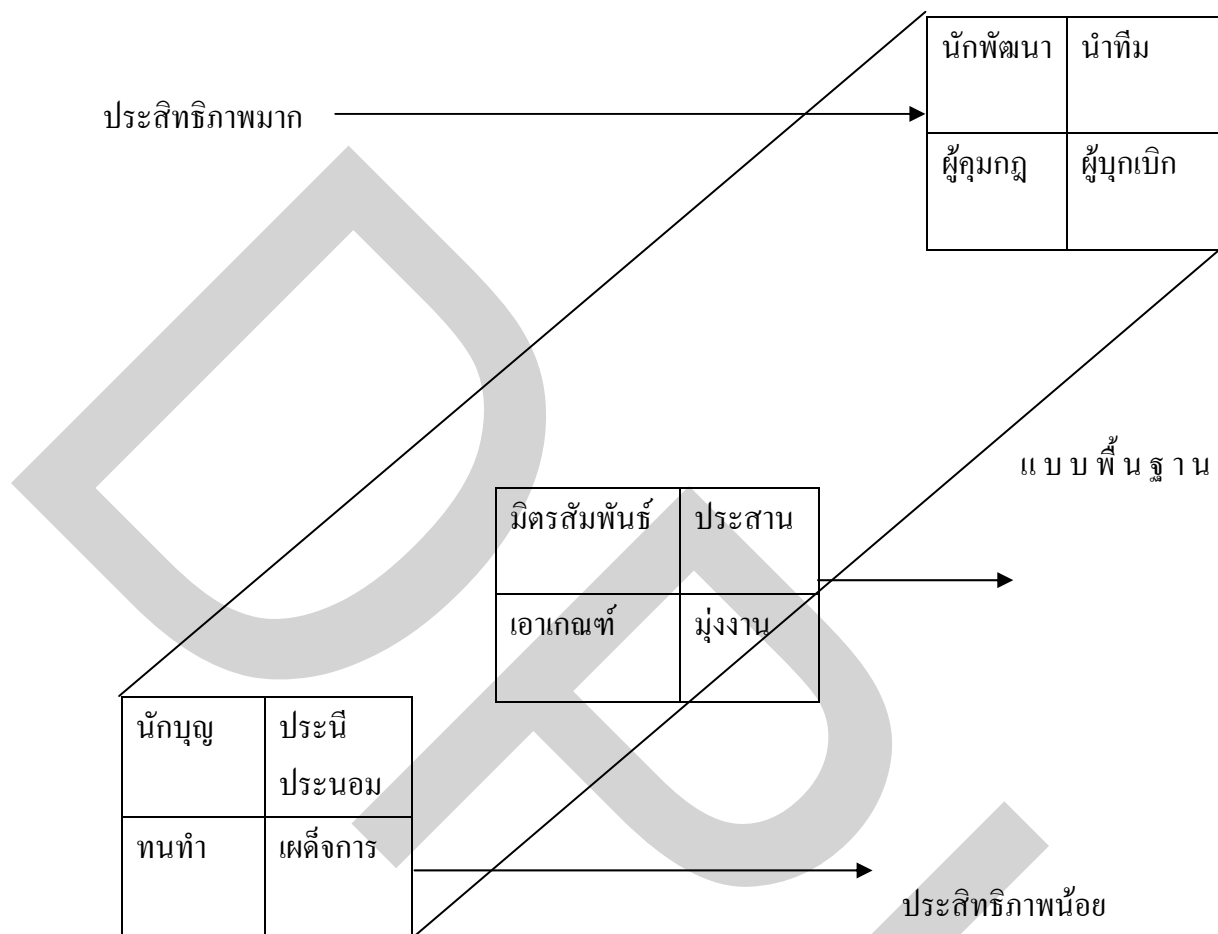 นักพัฒนา นำทีม
ประสิทธิภาพมาก
ผู้คุมกฎ ผู้บุกเบิก
แบบพื้นฐาน
มิตรสัมพันธ์ ประสาน
เอาเกณฑ์ มุ่งงาน
นักบุญ ประนี
ประนอม
ทนทำ เผด็จการ
ประสิทธิภาพน้อย